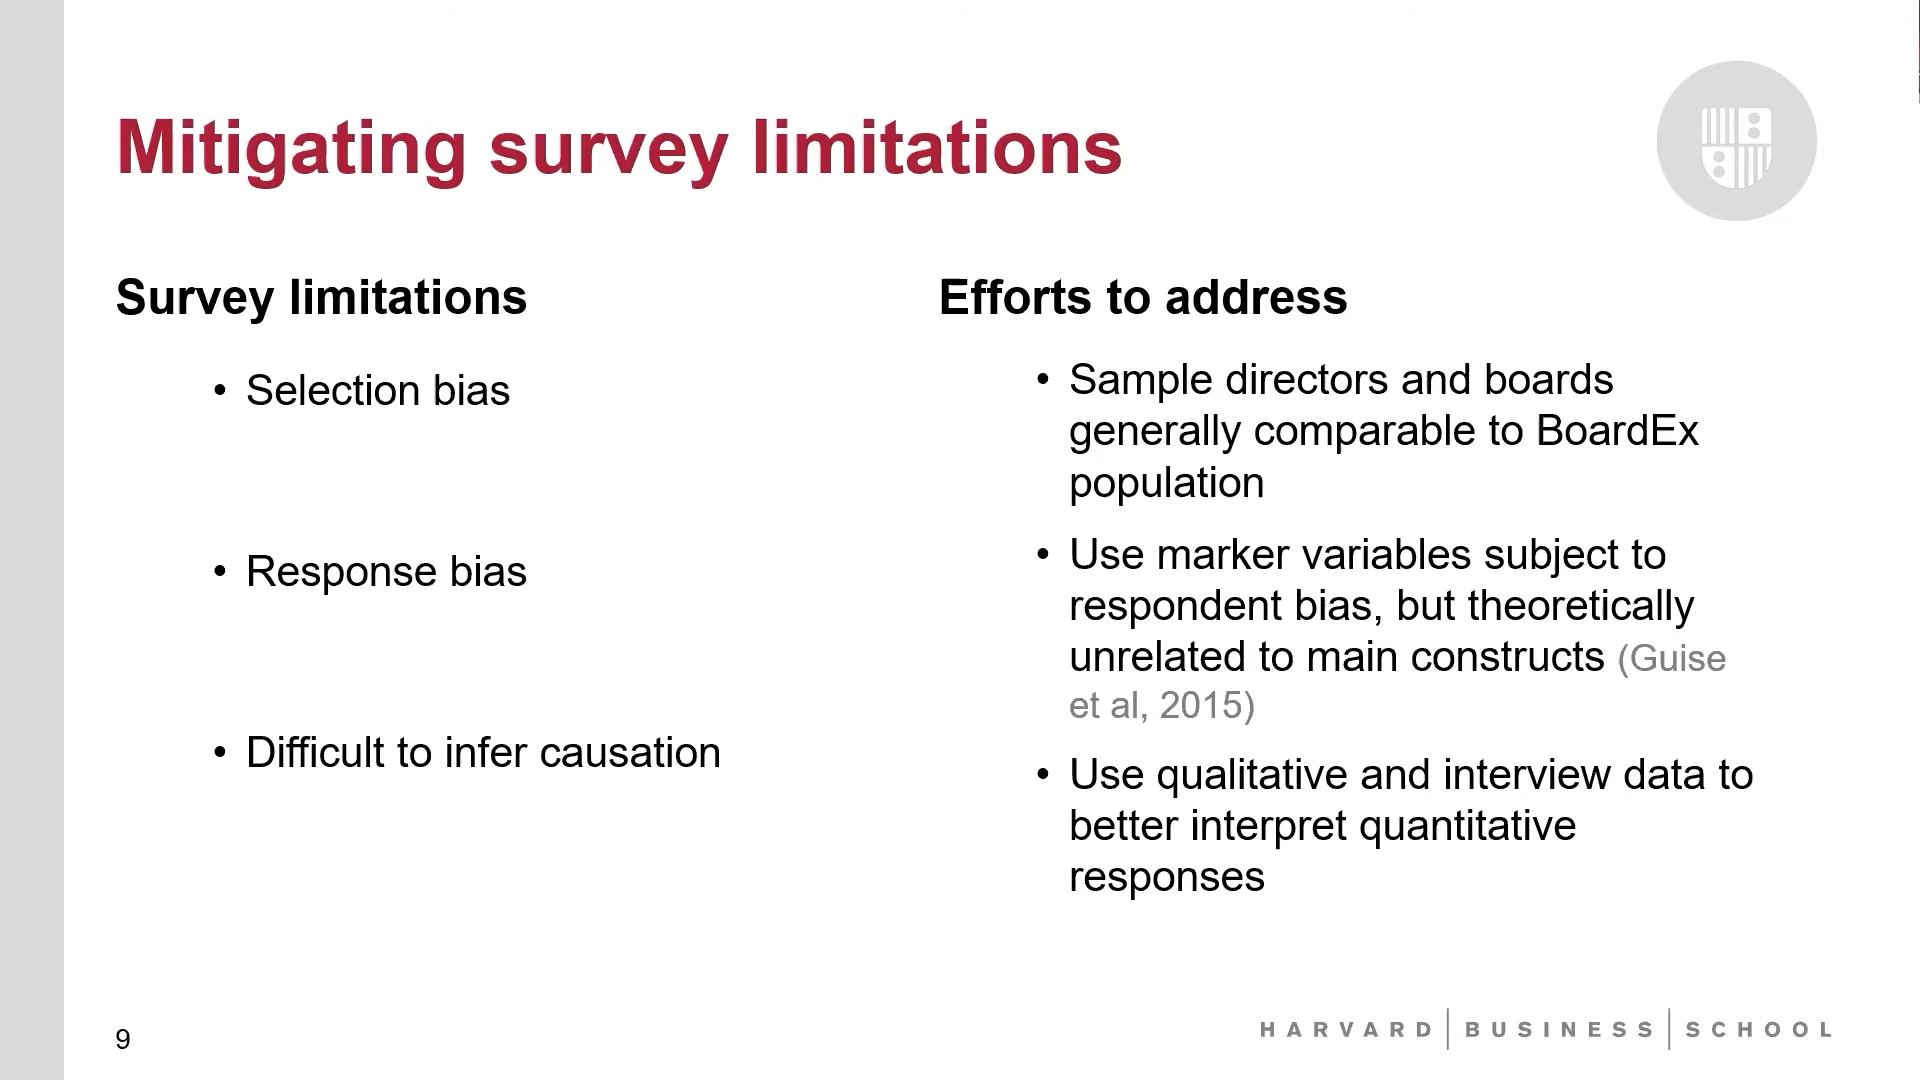 Mitigating survey limitations
Survey limitations
• Selection bias
• Response bias
• Difficult to infer causation
Efforts to address
• Sample directors and boards
generally comparable to BoardEx
population
• Use marker variables subject to
respondent bias, but theoretically
unrelated to main constructs (Guise
et al, 2015)
• Use qualitative and interview data to
better interpret quantitative
responses
9
HARVARD | BUSINESS | SCHOOL